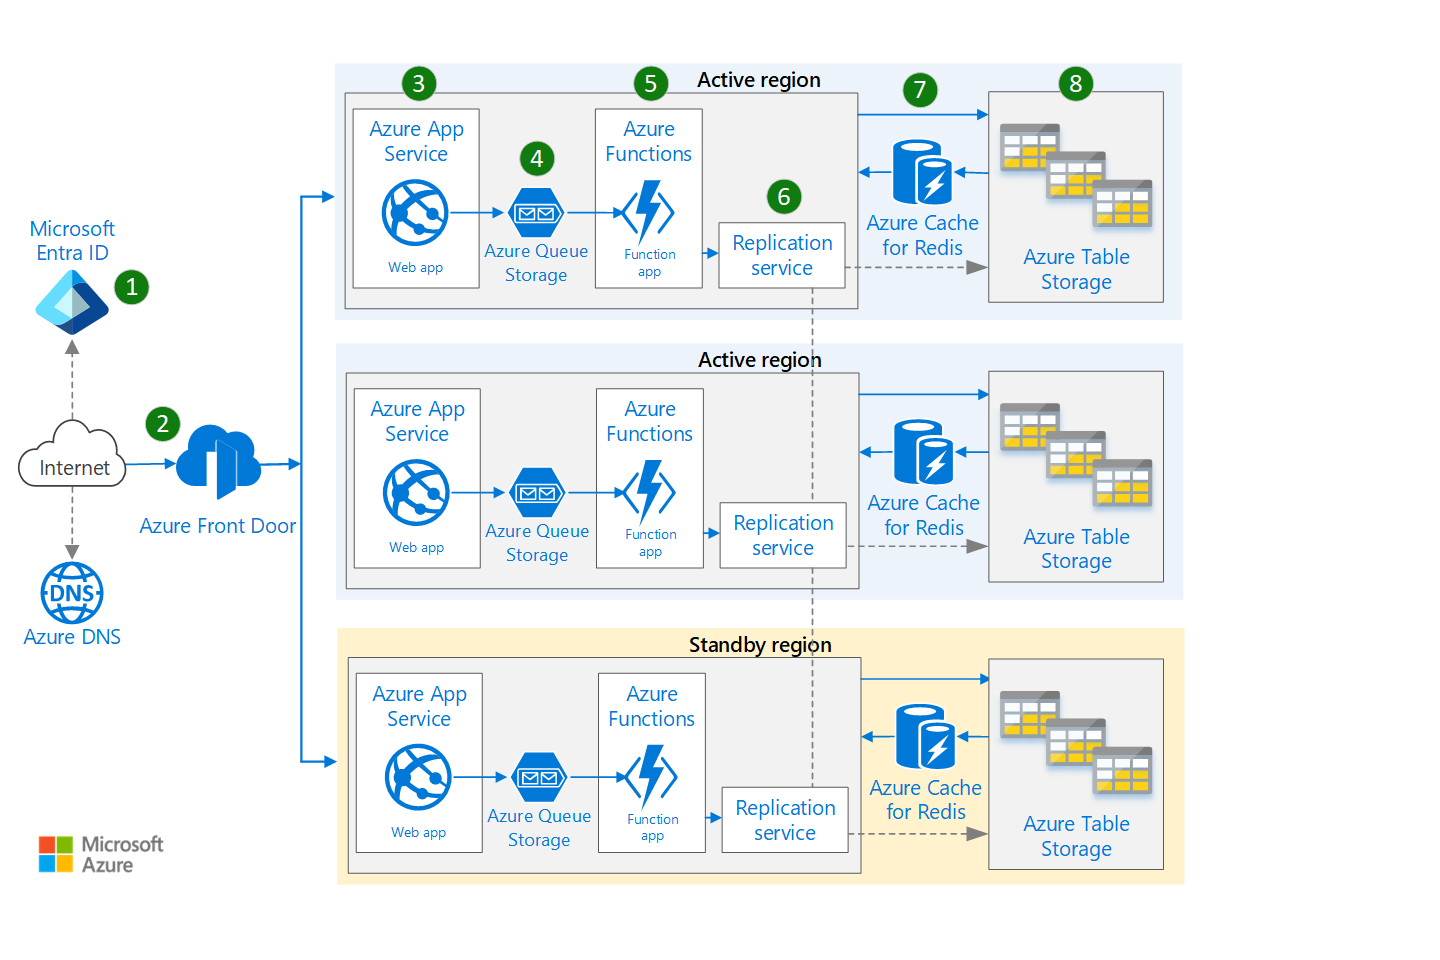 Microsoft
Entra ID
1
Internet
2
Azure Front Door
DNS
Azure DNS
Microsoft
Azure
Active region
3
Azure App
Service
Web app
4
Azure Queue
Storage
5
Azure
Functions
Function
app
6
Replication
service
7
Azure Cache
for Redis
8
Azure Table
Storage
Active region
Azure App
Service
Web app
Azure Queue
Storage
Azure
Functions
Function
app
Replication
service
Azure Cache
for Redis
Azure Table
Storage
Standby region
Azure App
Service
Web app
Azure Queue
Storage
Azure
Functions
Function
app
Replication
service
Azure Cache
for Redis
Azure Table
Storage